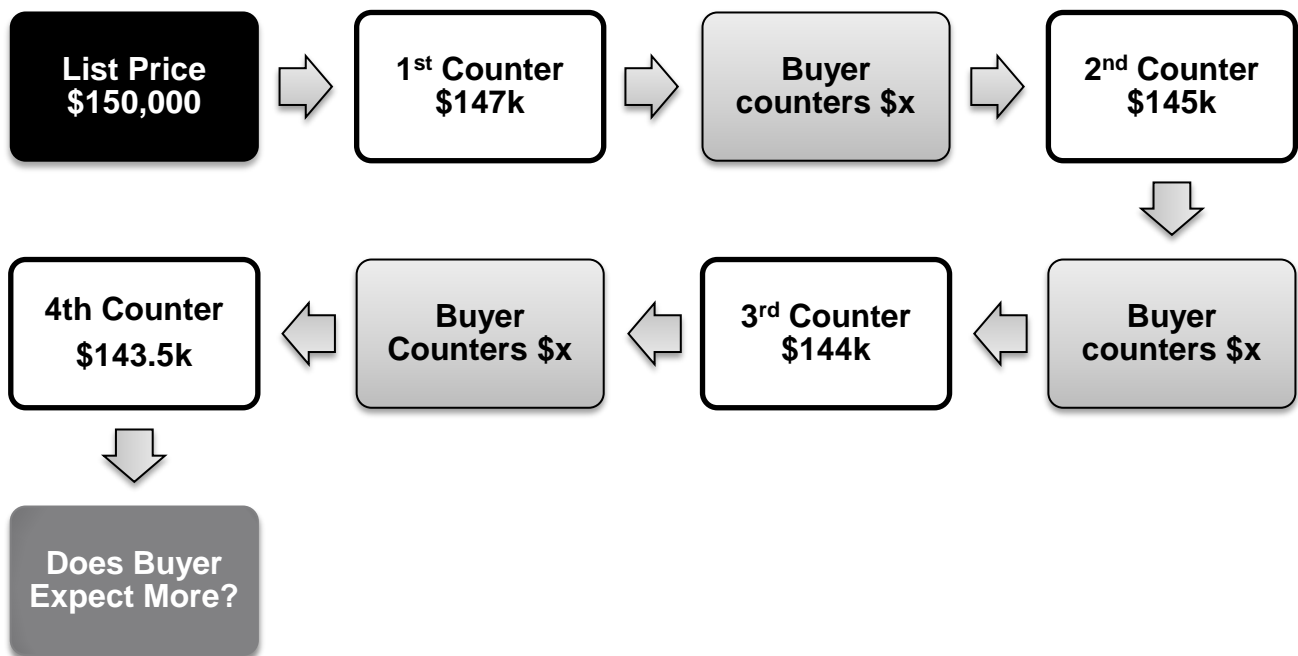 List Price
$150,000
1st Counter
$147k
Buyer
counters $x
2nd Counter
$145k
Buyer
counters $x
3rd Counter
$144k
Buyer
Counters $x
4th Counter
$143.5k
Does Buyer
Expect More?